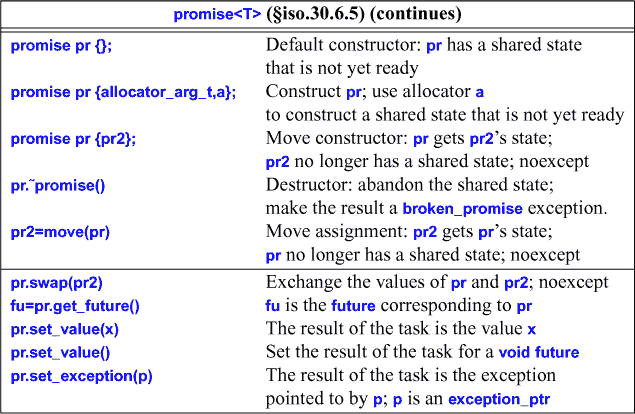 promise<T> (§iso.30.6.5) (continues)
promise pr {}; Default constructor: pr has a shared state
that is not yet ready
promise pr {allocator_arg_t,a}; Construct pr; use allocator a
to construct a shared state that is not yet ready
promise pr {pr2}; Move constructor: pr gets pr2’s state;
pr2 no longer has a shared state; noexcept
pr.~promise() Destructor: abandon the shared state;
make the result a broken_promise exception.
pr2=move(pr) Move assignment: pr2 gets pr’s state;
pr no longer has a shared state; noexcept
pr.swap(pr2) Exchange the values of pr and pr2; noexcept
fu=pr.get_future() fu is the future corresponding to pr
pr.set_value(x) The result of the task is the value x
pr.set_value() Set the result of the task for a void future
pr.set_exception(p) The result of the task is the exception
pointed to by p; p is an exception_ptr